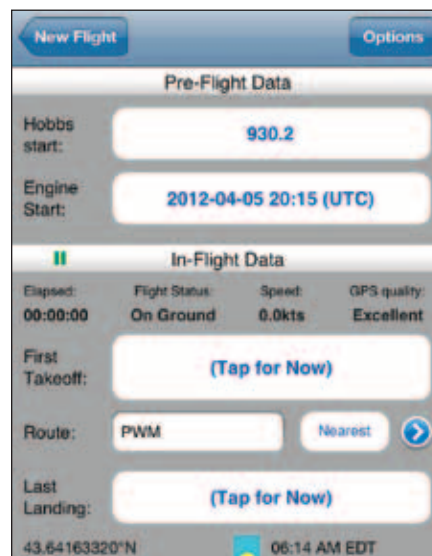 New Flight Options
Pre-Flight Data
Hobbs
start: 930.2
Engine
Start: 2012-04-05 20:15 (UTC)
In-Flight Data
Elapsed: Flight Status: Speed: GPS quality:
00:00:00 On Ground 0.0kts Excellent
First
Takeoff: (Tap for Now)
Route: PWM Nearest
Last
Landing: (Tap for Now)
43.64163320°N 06:14 AM EDT